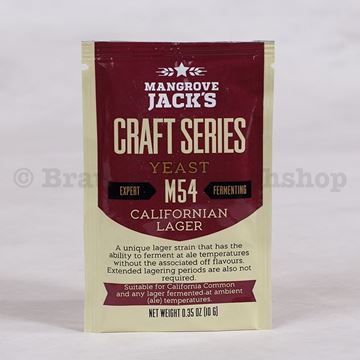 MANGROVE
JACK'S
CRAFT SERIES
YEAST
EXPERT M54 FERMENTING
CALIFORNIAN
LAGER
A unique lager strain that has the
ability to ferment at ale temperatures
without the associated off flavours.
Extended lagering periods are also not
required.
Suitable for California Common
and any lager fermented at ambient
(ale) temperatures.
NET WEIGHT 0.35 OZ (10 G)